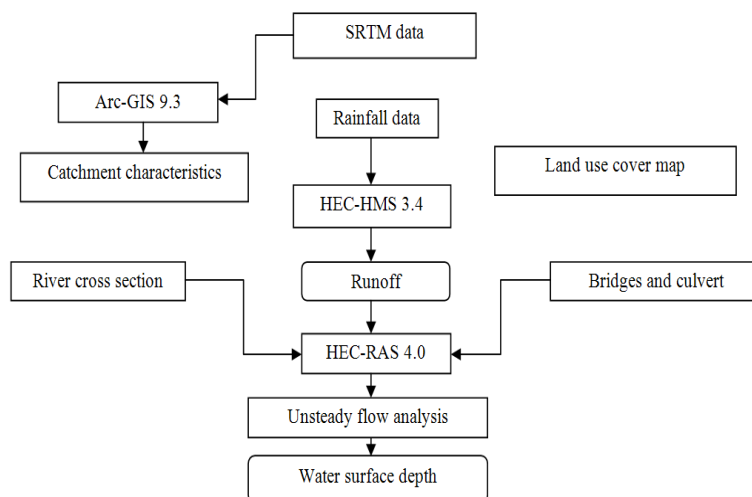 SRTM data
Arc-GIS 9.3
Rainfall data
Catchment characteristics
Land use cover map
HEC-HMS 3.4
River cross section
Runoff
Bridges and culvert
HEC-RAS 4.0
Unsteady flow analysis
Water surface depth